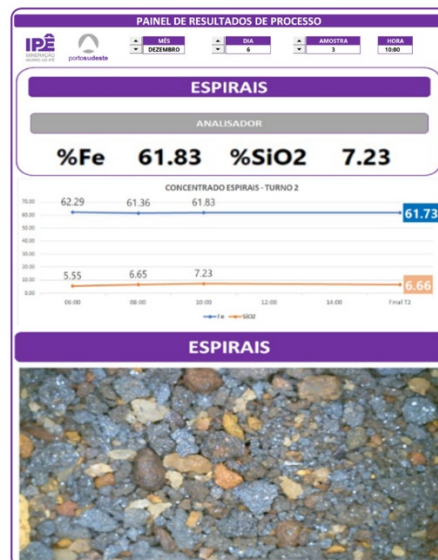 PAINEL DE RESULTADOS DE PROCESSO
IPÊ
portosudeste
MÊS
DEZEMBRO
DIA
6
AMOSTRA
3
HORA
10:00
ESPIRAIS
ANALISADOR
%Fe 61.83 %SiO2 7.23
CONCENTRADO ESPIRAIS - TURNO 2
70.00
60.00
50.00
40.00
30.00
20.00
10.00
0.00
62.29 61.36 61.83 61.73
5.55 6.65 7.23 6.66
06:00 08:00 10:00 12:00 14:00 Final T2
Fe SiO2
ESPIRAIS